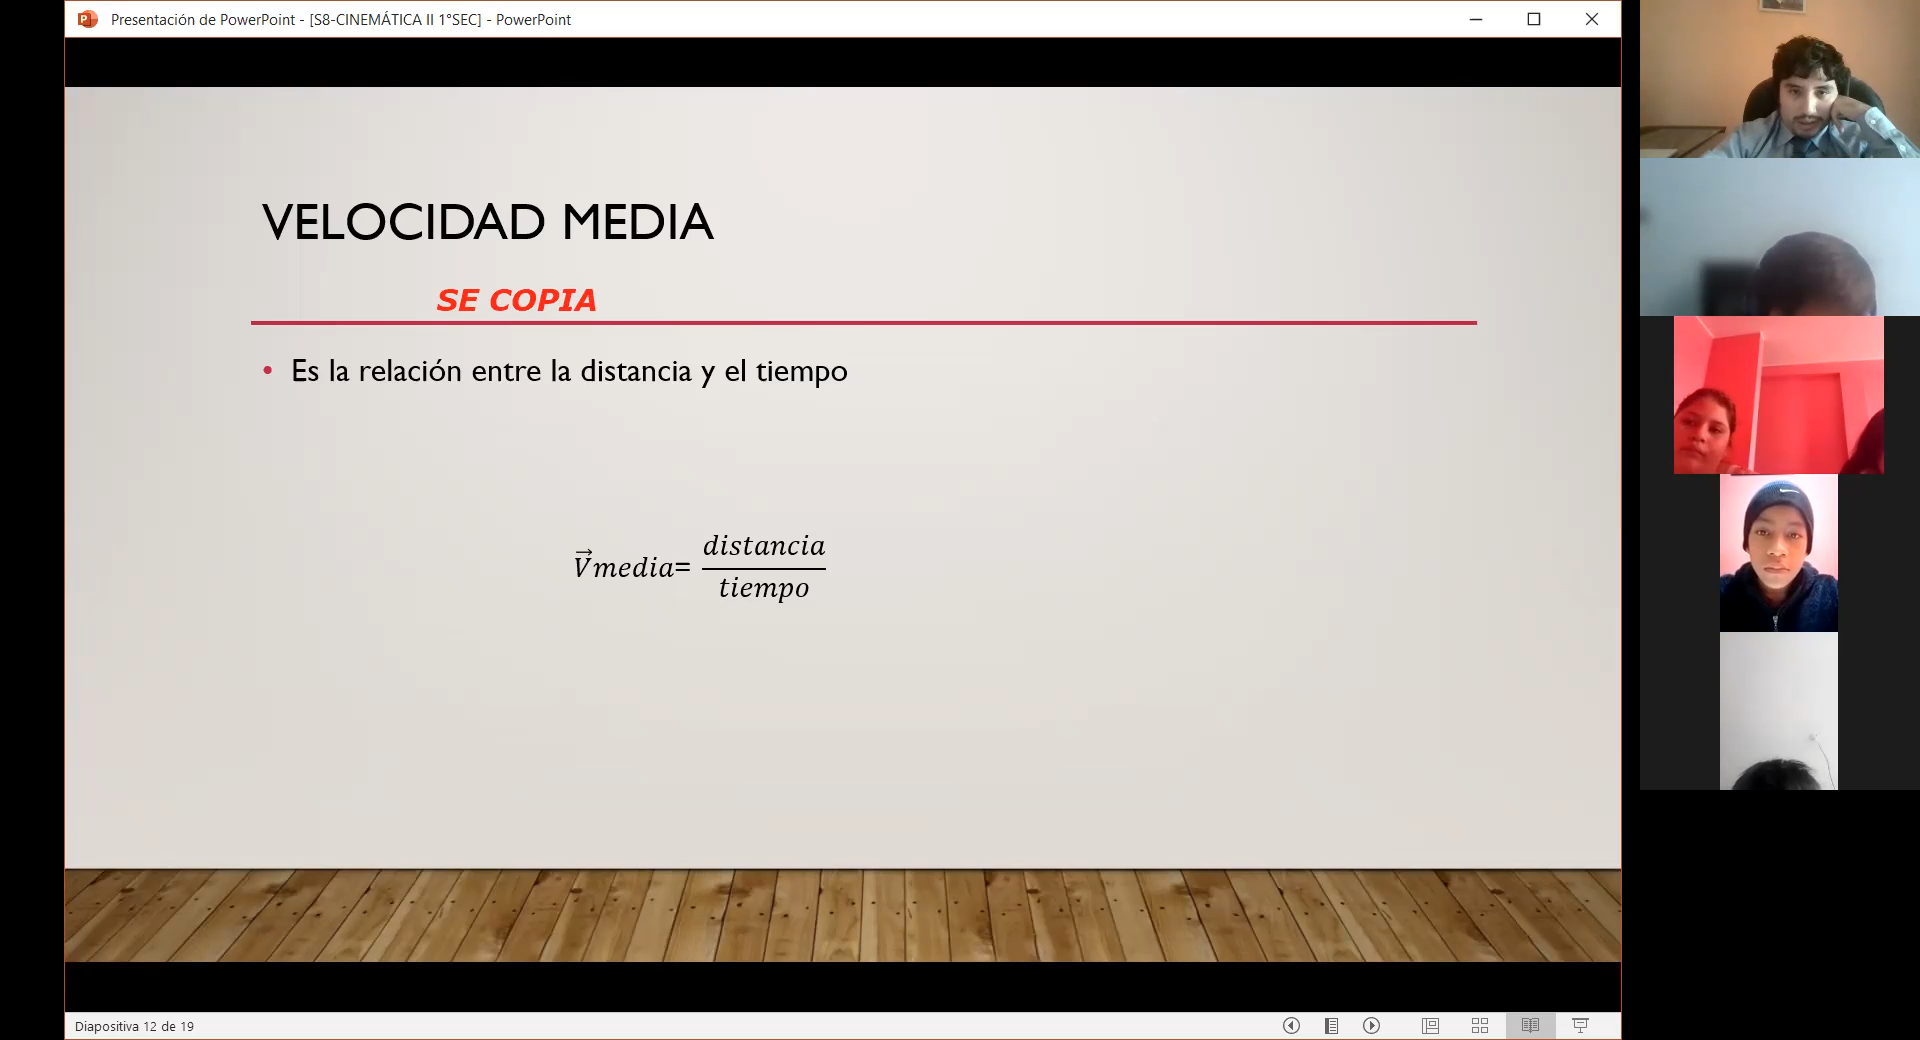 Presentación de PowerPoint - [S8-CINEMÁTICA II 1°SEC] - PowerPoint
VELOCIDAD MEDIA
SE COPIA
• Es la relación entre la distancia y el tiempo
V⃗media= distancia
tiempo
Diapositiva 12 de 19